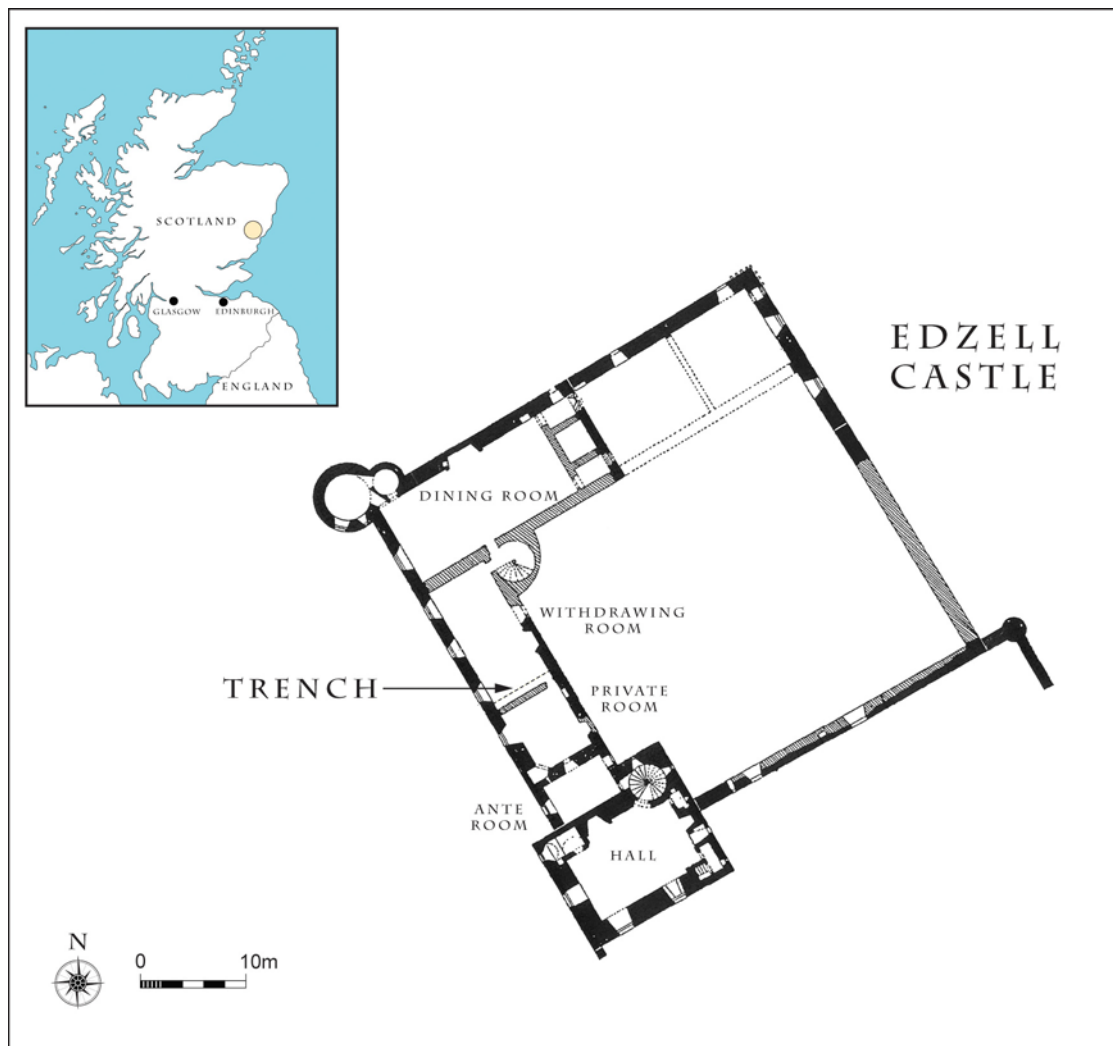 SCOTLAND
GLASGOW
EDINBURGH
ENGLAND
EDZELL
CASTLE
DINING ROOM
WITHDRAWING
ROOM
TRENCH
PRIVATE
ROOM
ANTE
ROOM
HALL
N
0 10m